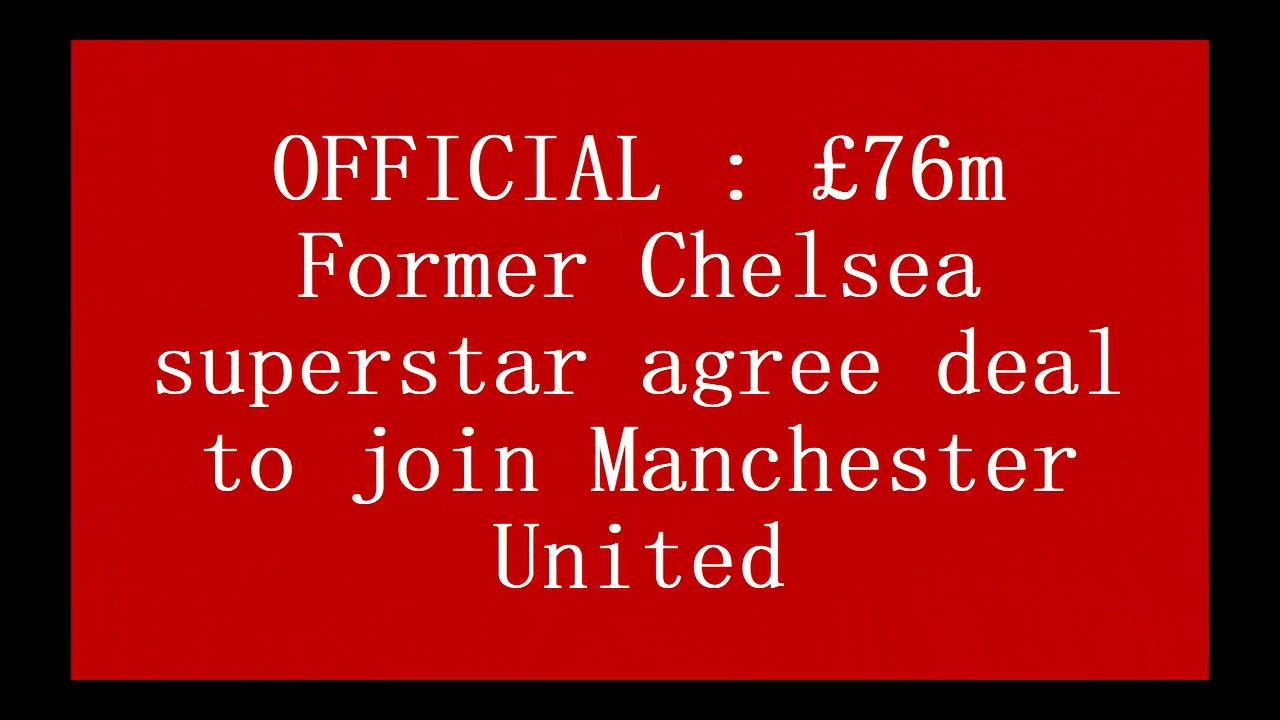 OFFICIAL : £76m
Former Chelsea
superstar agree deal
to join Manchester
United